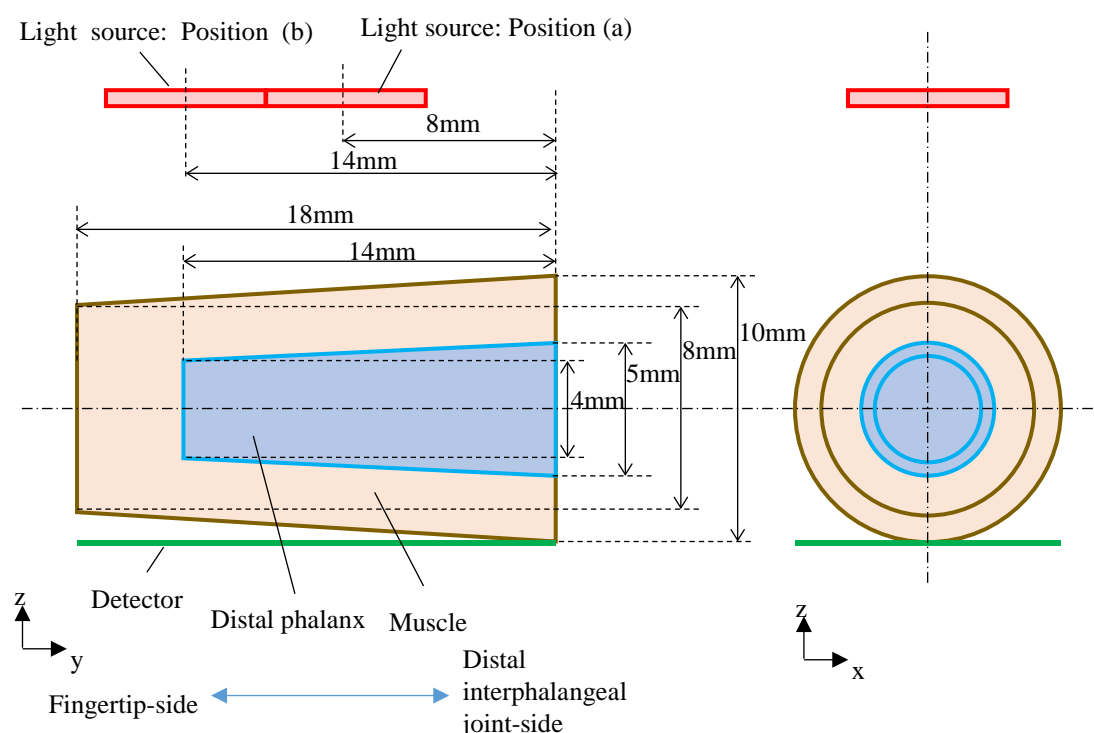 Light source: Position (b)
Light source: Position (a)
8mm
14mm
18mm
14mm
10mm
8mm
5mm
4mm
Detector
Distal phalanx
Muscle
z
y
z
x
Fingertip-side
Distal
interphalangeal
joint-side